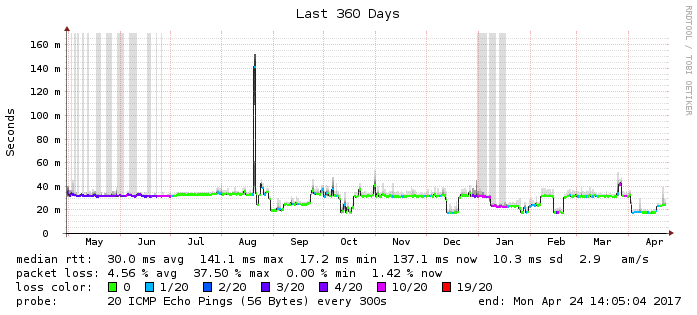 Last 360 Days
RRDTOOL / TOBI OETIKER
Seconds
160 m
140 m
120 m
100 m
80 m
60 m
40 m
20 m
0
May Jun Jul Aug Sep Oct Nov Dec Jan Feb Mar Apr
median rtt: 30.0 ms avg 141.1 ms max 17.2 ms min 137.1 ms now 10.3 ms sd 2.9 am/s
packet loss: 4.56 % avg 37.50 % max 0.00 % min 1.42 % now
loss color: 0 1/20 2/20 3/20 4/20 10/20 19/20
probe: 20 ICMP Echo Pings (56 Bytes) every 300s end: Mon Apr 24 14:05:04 2017